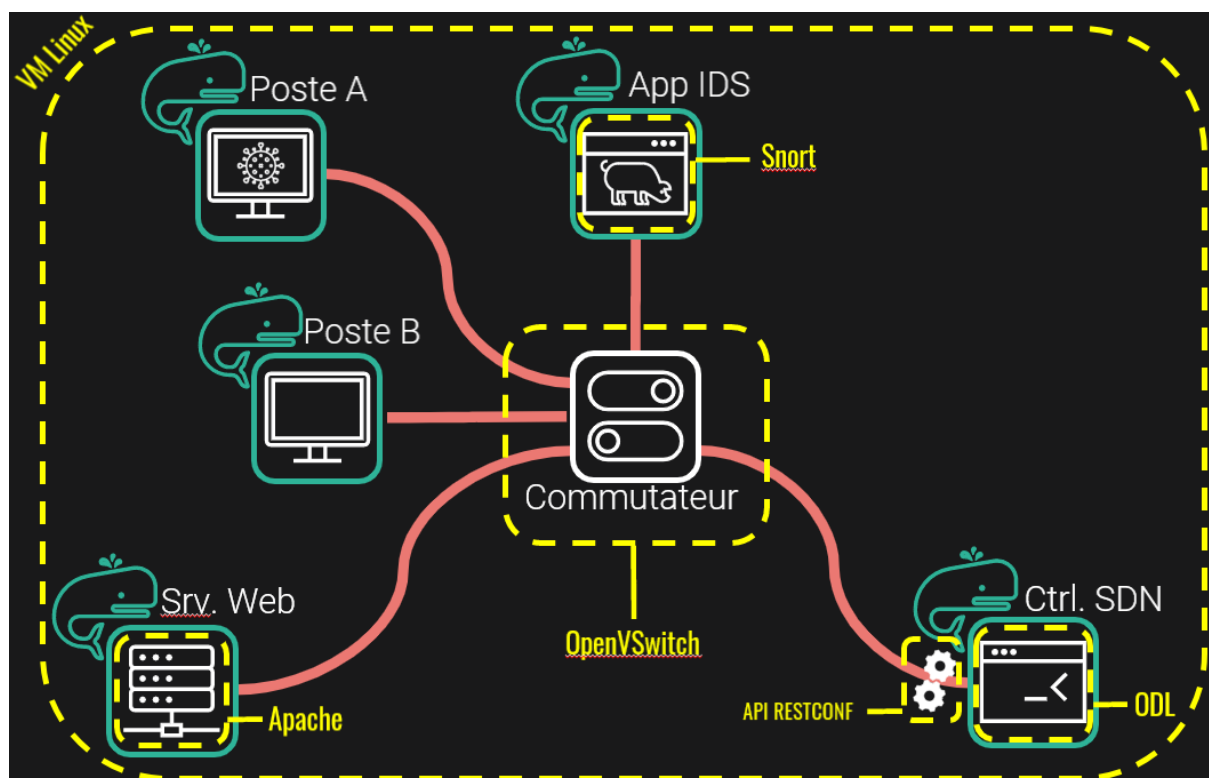 VM Linux
Poste A
App IDS
Snort
Poste B
Commutateur
Srv. Web
Ctrl. SDN
OpenVSwitch
Apache
API RESTCONF
ODL